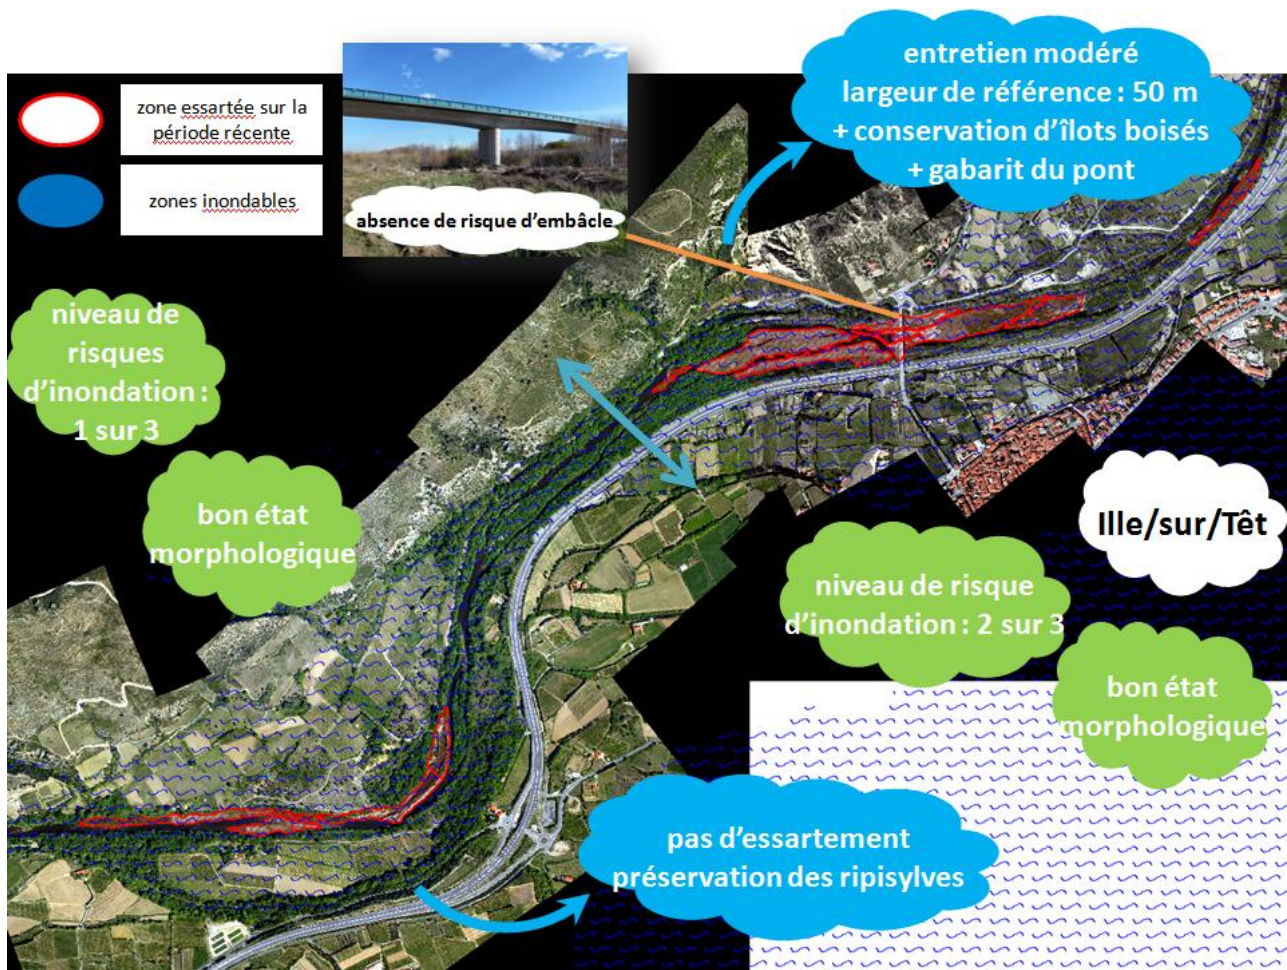 entretien modéré
largeur de référence : 50 m
+ conservation d'îlots boisés
+ gabarit du pont
zone essartée sur la
période récente
zones inondables
absence de risque d'embâcle
niveau de
risques
d'inondation :
1 sur 3
bon état
morphologique
Ille/sur/Têt
niveau de risque
d'inondation : 2 sur 3
bon état
morphologique
pas d'essartement
préservation des ripisylves